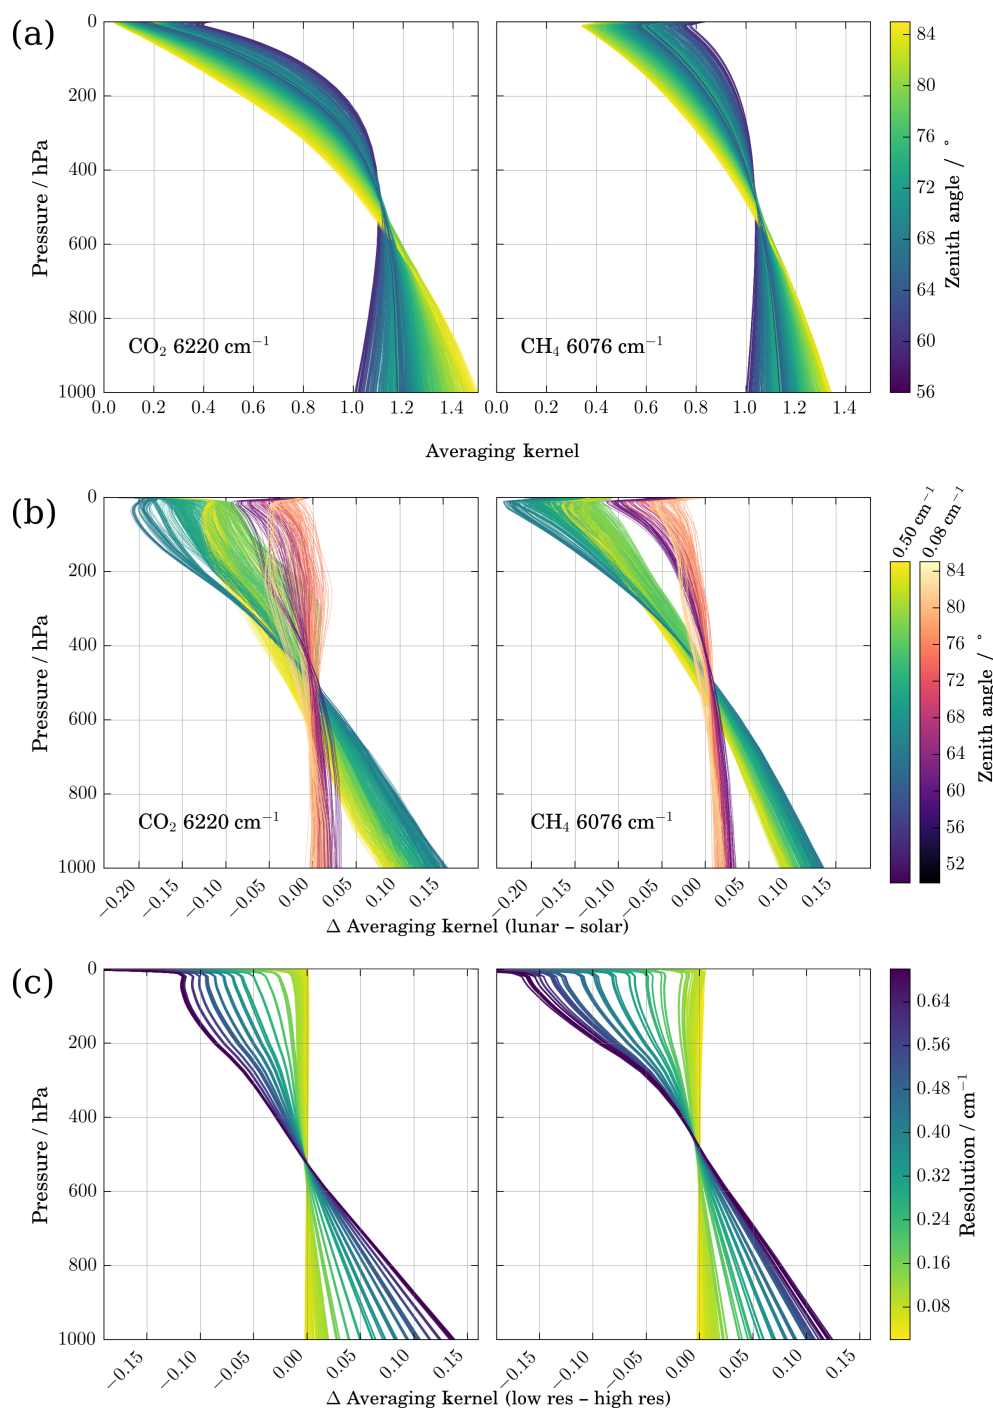 (a)
0
200
400
600
800
1000
Pressure / hPa
CO₂ 6220 cm⁻¹
CH₄ 6076 cm⁻¹
0.0 0.2 0.4 0.6 0.8 1.0 1.2 1.4
0.0 0.2 0.4 0.6 0.8 1.0 1.2 1.4
Averaging kernel
84
80
76
72
68
64
60
56
Zenith angle / °
(b)
0
200
400
600
800
1000
Pressure / hPa
CO₂ 6220 cm⁻¹
CH₄ 6076 cm⁻¹
−0.20 −0.15 −0.10 −0.05 0.00 0.05 0.10 0.15
−0.20 −0.15 −0.10 −0.05 0.00 0.05 0.10 0.15
Δ Averaging kernel (lunar – solar)
0.50 cm⁻¹
0.08 cm⁻¹
84
80
76
72
68
64
60
56
52
Zenith angle / °
(c)
0
200
400
600
800
1000
Pressure / hPa
−0.15 −0.10 −0.05 0.00 0.05 0.10 0.15
−0.15 −0.10 −0.05 0.00 0.05 0.10 0.15
Δ Averaging kernel (low res – high res)
0.64
0.56
0.48
0.40
0.32
0.24
0.16
0.08
Resolution / cm⁻¹